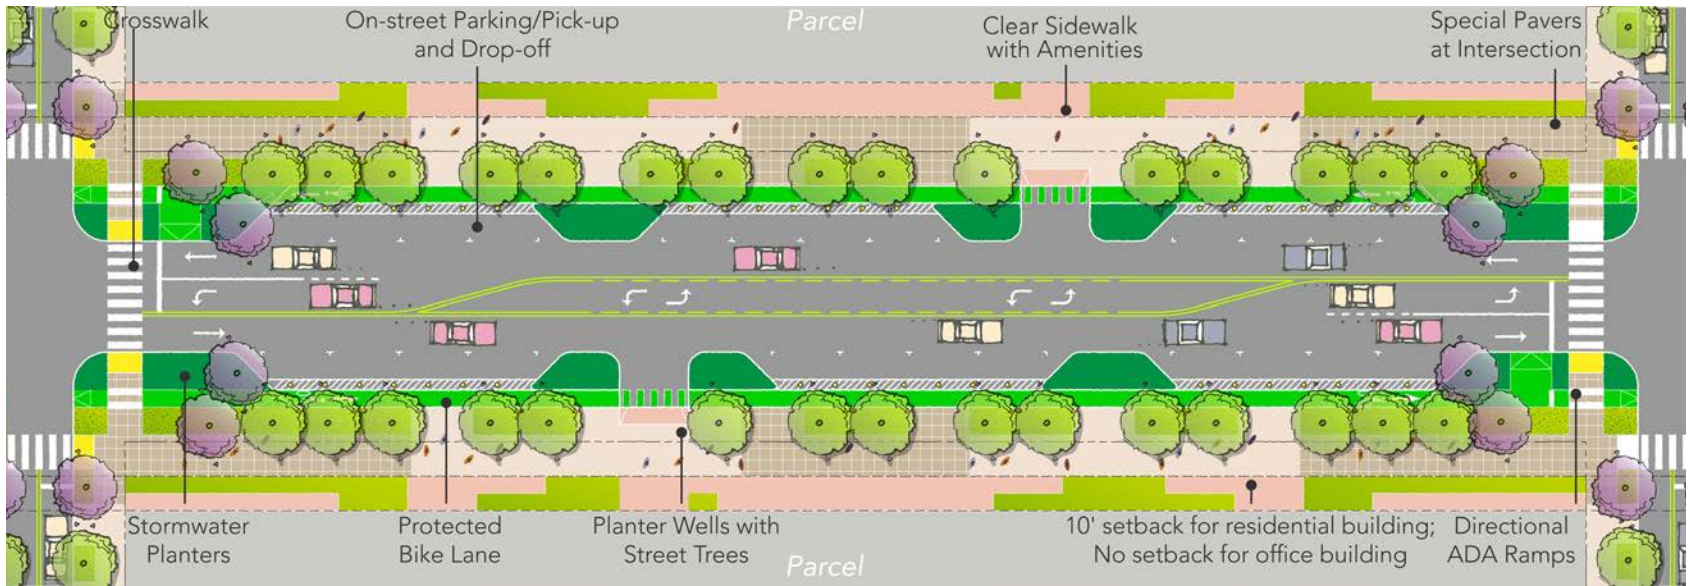 Crosswalk
On-street Parking/Pick-up
and Drop-off
Parcel
Clear Sidewalk
with Amenities
Special Pavers
at Intersection
Stormwater
Planters
Protected
Bike Lane
Planter Wells with
Street Trees
Parcel
10' setback for residential building;
No setback for office building
Directional
ADA Ramps